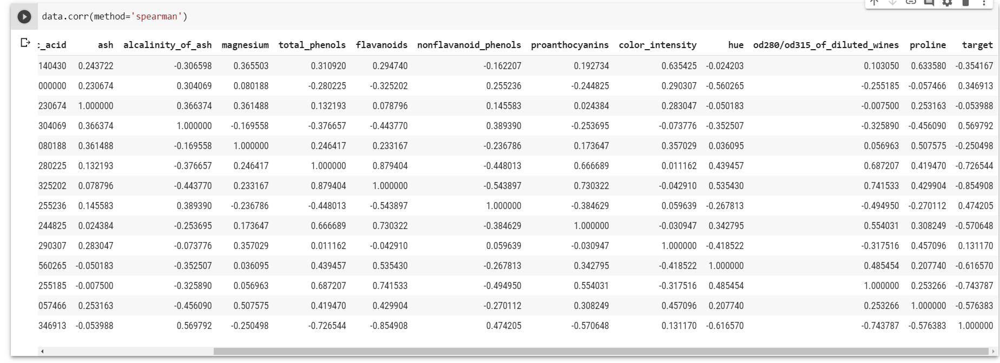 data.corr(method='spearman')
c_acid ash alcalinity_of_ash magnesium total_phenols flavanoids nonflavanoid_phenols proanthocyanins color_intensity hue od280/od315_of_diluted_wines proline target
140430 0.243722 -0.306598 0.365503 0.310920 0.294740 -0.162207 0.192734 0.635425 -0.024203 0.103050 0.633580 -0.354167
000000 0.230674 0.304069 0.080188 -0.280225 -0.325202 0.255236 -0.244825 0.290307 -0.560265 -0.255185 -0.057466 0.346913
230674 1.000000 0.366374 0.361488 0.132193 0.078796 0.145583 0.024384 0.283047 -0.050183 -0.007500 0.253163 -0.053988
304069 0.366374 1.000000 -0.169558 -0.376657 -0.443770 0.389390 -0.253695 -0.073776 -0.352507 -0.325890 -0.456090 0.569792
080188 0.361488 -0.169558 1.000000 0.246417 0.233167 -0.236786 0.173647 0.357029 0.036095 0.056963 0.507575 -0.250498
280225 0.132193 -0.376657 0.246417 1.000000 0.879404 -0.448013 0.666689 0.011162 0.439457 0.687207 0.419470 -0.726544
325202 0.078796 -0.443770 0.233167 0.879404 1.000000 -0.543897 0.730322 -0.042910 0.535430 0.741533 0.429904 -0.854908
255236 0.145583 0.389390 -0.236786 -0.448013 -0.543897 1.000000 -0.384629 0.059639 -0.267813 -0.494950 -0.270112 0.474205
244825 0.024384 -0.253695 0.173647 0.666689 0.730322 -0.384629 1.000000 -0.030947 0.342795 0.554031 0.308249 -0.570648
290307 0.283047 -0.073776 0.357029 0.011162 -0.042910 0.059639 -0.030947 1.000000 -0.418522 -0.317516 0.457096 0.131170
560265 -0.050183 -0.352507 0.036095 0.439457 0.535430 -0.267813 0.342795 -0.418522 1.000000 0.485454 0.207740 -0.616570
255185 -0.007500 -0.325890 0.056963 0.687207 0.741533 -0.494950 0.554031 -0.317516 0.485454 1.000000 0.253266 -0.743787
057466 0.253163 -0.456090 0.507575 0.419470 0.429904 -0.270112 0.308249 0.457096 0.207740 0.253266 1.000000 -0.576383
346913 -0.053988 0.569792 -0.250498 -0.726544 -0.854908 0.474205 -0.570648 0.131170 -0.616570 -0.743787 -0.576383 1.000000